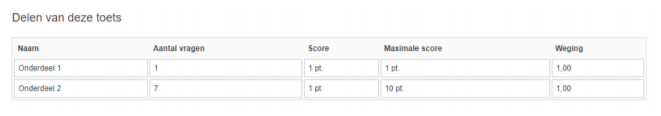 Delen van deze toets
Naam Aantal vragen Score Maximale score Weging
Onderdeel 1 1 1 pt. 1 pt. 1,00
Onderdeel 2 7 1 pt. 10 pt. 1,00